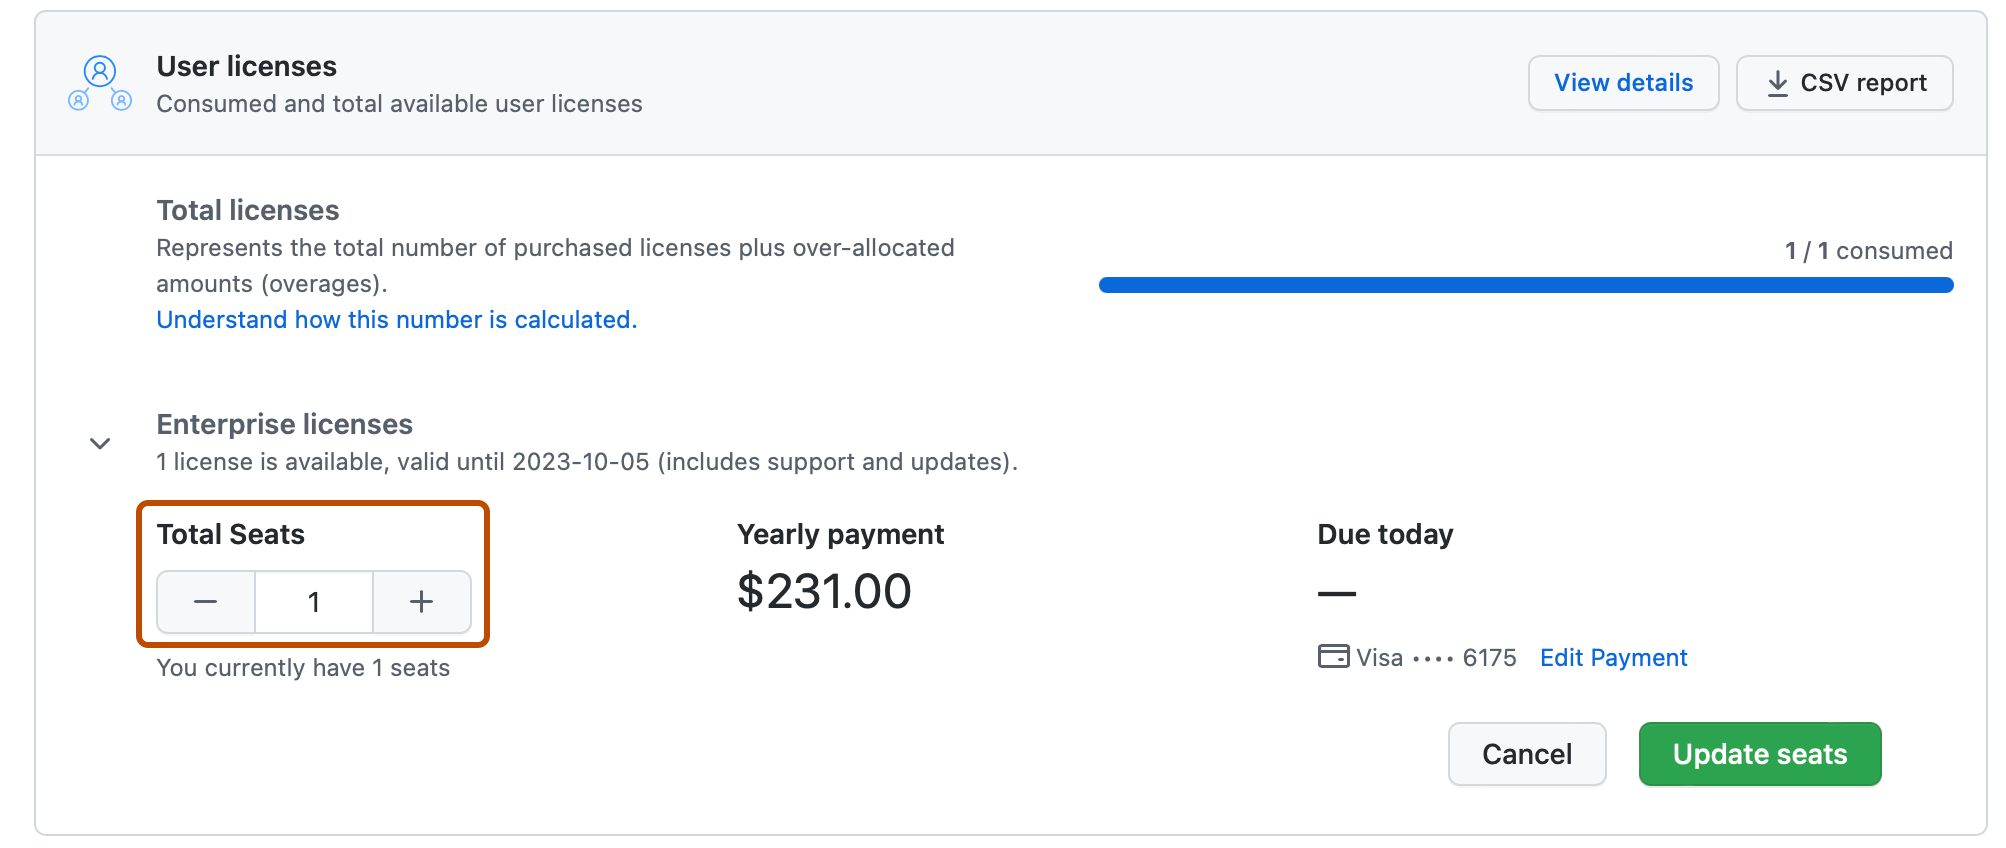 User licenses
Consumed and total available user licenses
View details
CSV report
Total licenses
Represents the total number of purchased licenses plus over-allocated
amounts (overages).
Understand how this number is calculated.
1 / 1 consumed
Enterprise licenses
1 license is available, valid until 2023-10-05 (includes support and updates).
Total Seats
− 1 +
You currently have 1 seats
Yearly payment
$231.00
Due today
—
Visa •••• 6175 Edit Payment
Cancel
Update seats